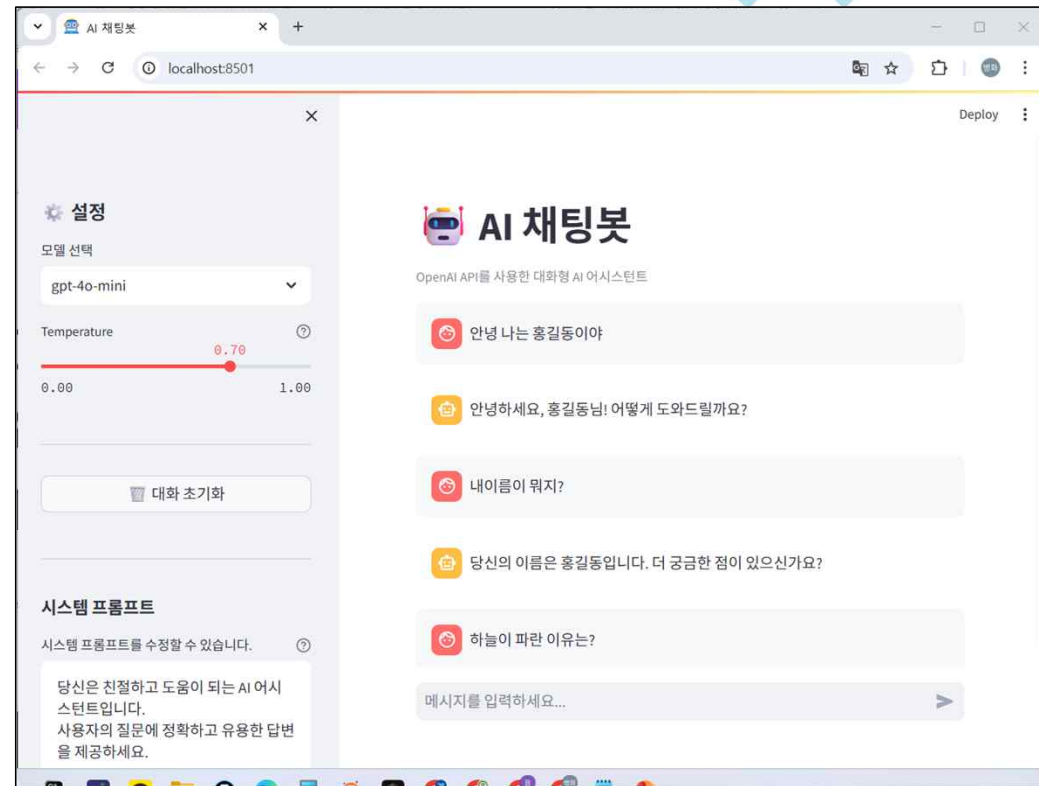 AI 채팅봇
localhost:8501
Deploy
설정
모델 선택
gpt-4o-mini
Temperature
0.70
0.00 1.00
대화 초기화
시스템 프롬프트
시스템 프롬프트를 수정할 수 있습니다.
당신은 친절하고 도움이 되는 AI 어시
스턴트입니다.
사용자의 질문에 정확하고 유용한 답변
을 제공하세요.
AI 채팅봇
OpenAI API를 사용한 대화형 AI 어시스턴트
안녕 나는 홍길동이야
안녕하세요, 홍길동님! 어떻게 도와드릴까요?
내이름이 뭐지?
당신의 이름은 홍길동입니다. 더 궁금한 점이 있으신가요?
하늘이 파란 이유는?
메시지를 입력하세요...